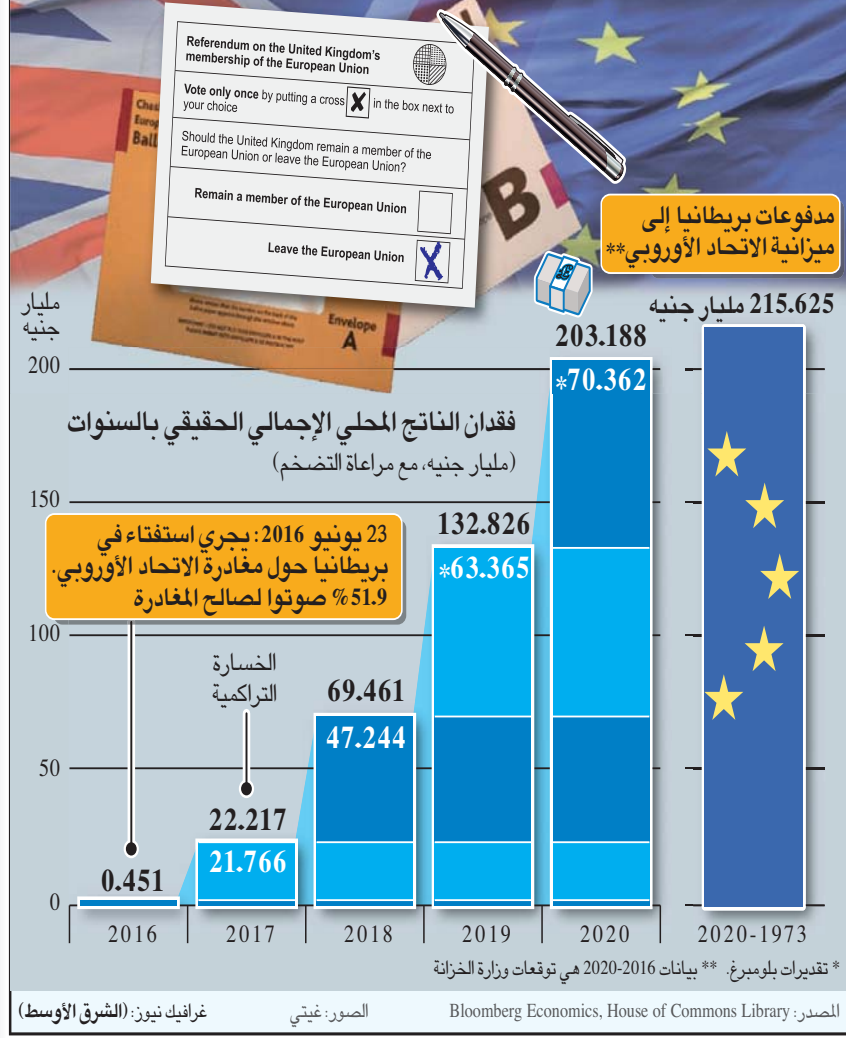 Referendum on the United Kingdom's
membership of the European Union
Vote only once by putting a cross X in the box next to
your choice
Should the United Kingdom remain a member of the
European Union or leave the European Union?
Remain a member of the European Union
Leave the European Union X
B
Envelope
A
مدفوعات بريطانيا إلى
ميزانية الاتحاد الأوروبي**
£
مليار
جنيه
215.625 مليار جنيه
203.188
*70.362
200
فقدان الناتج المحلي الإجمالي الحقيقي بالسنوات
(مليار جنيه، مع مراعاة التضخم)
150
132.826
*63.365
23 يونيو 2016: يجري استفتاء في
بريطانيا حول مغادرة الاتحاد الأوروبي.
51.9% صوتوا لصالح المغادرة
100
الخسارة
التراكمية
69.461
47.244
50
22.217
21.766
0.451
0
2016
2017
2018
2019
2020
2020-1973
* تقديرات بلومبرغ. ** بيانات 2016-2020 هي توقعات وزارة الخزانة
المصدر: Bloomberg Economics, House of Commons Library
الصور: غيتي
غرافيك نيوز: (الشرق الأوسط)